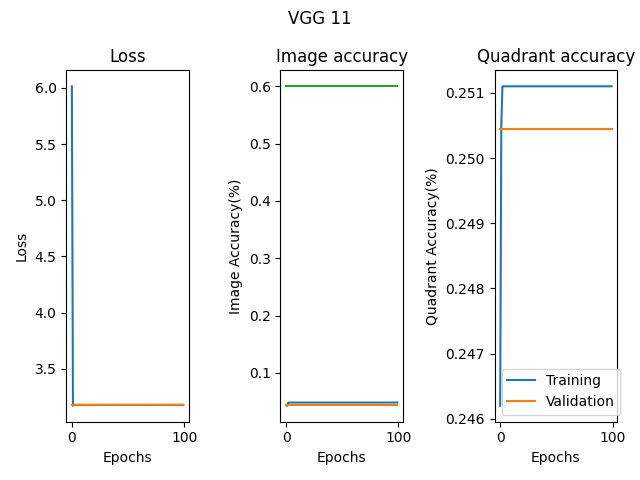 VGG 11
Loss
Image accuracy
Quadrant accuracy
6.0
5.5
5.0
4.5
4.0
3.5
Loss
0
100
Epochs
0.6
0.5
0.4
0.3
0.2
0.1
Image Accuracy(%)
0
100
Epochs
0.251
0.250
0.249
0.248
0.247
0.246
Quadrant Accuracy(%)
Training
Validation
0
100
Epochs